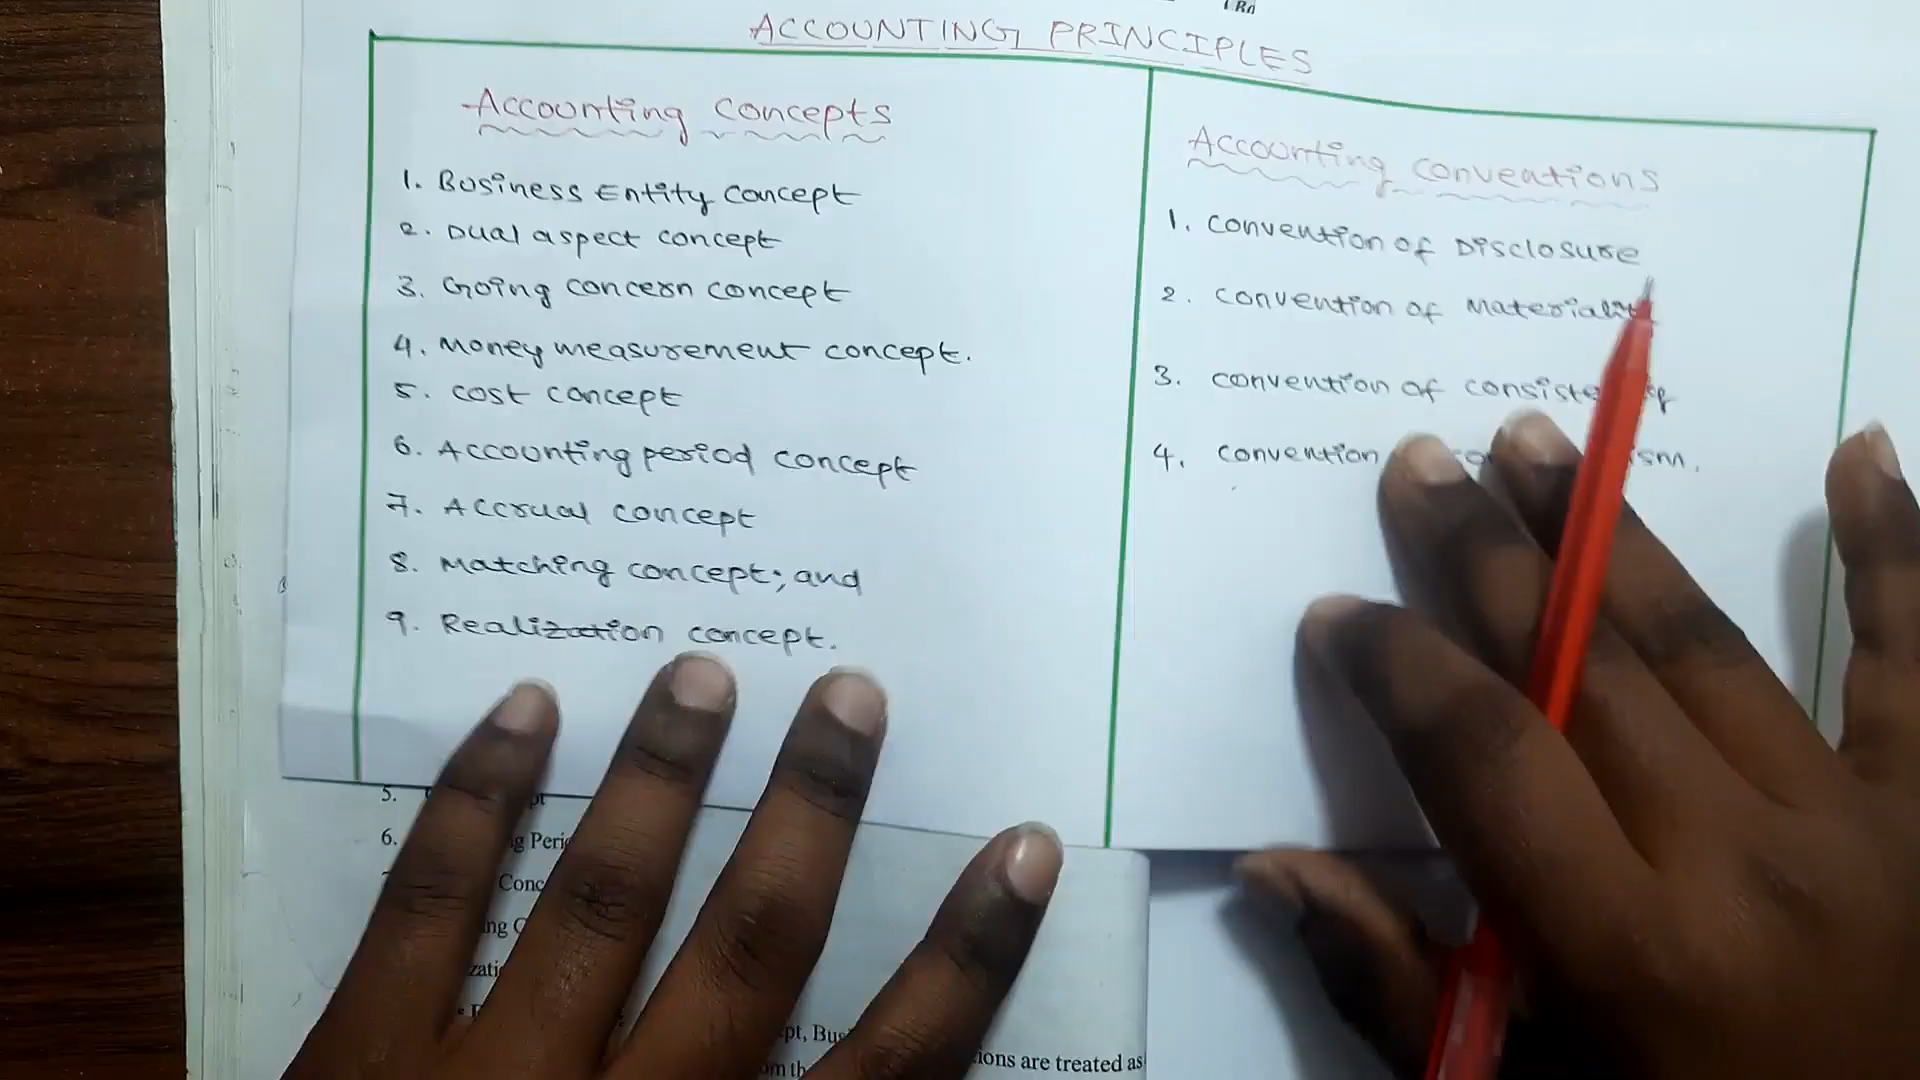 ACCOUNTING PRINCIPLES
Accounting Concepts
1. Business Entity Concept
2. Dual aspect concept
3. Going concern concept
4. Money measurement concept.
5. cost concept
6. Accounting period concept
7. Accrual concept
8. Matching concept; and
9. Realization concept.
Accounting conventions
1. convention of Disclosure
2. convention of
3. convention of
4. convention
5.
6.
ions are treated as